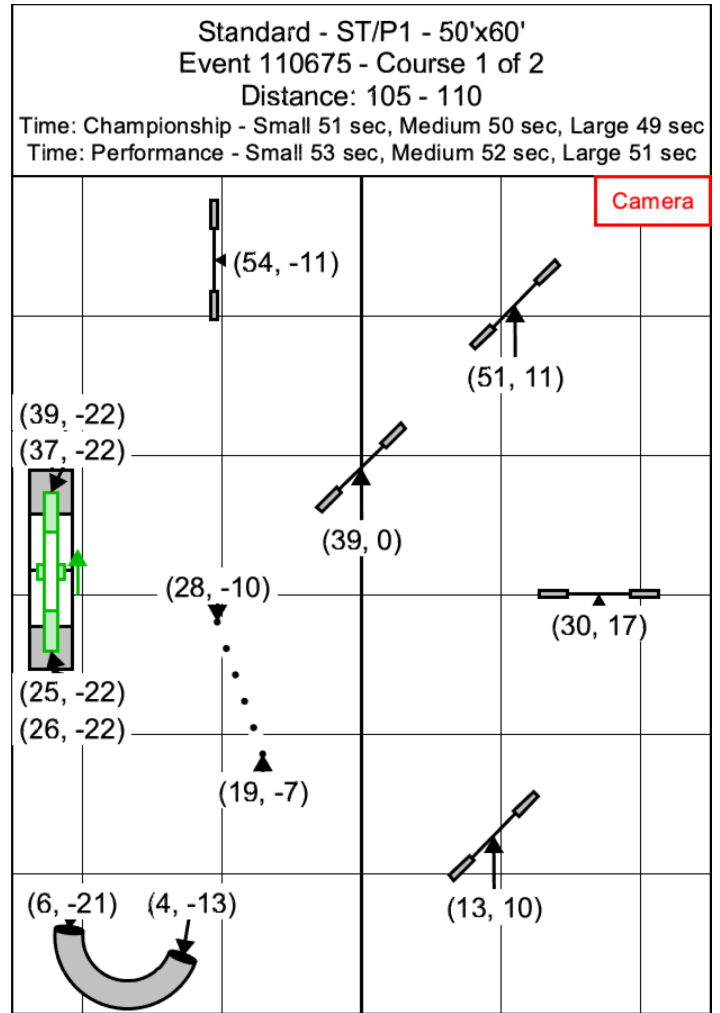 Standard - ST/P1 - 50'x60'
Event 110675 - Course 1 of 2
Distance: 105 - 110
Time: Championship - Small 51 sec, Medium 50 sec, Large 49 sec
Time: Performance - Small 53 sec, Medium 52 sec, Large 51 sec
Camera
(54, -11)
(51, 11)
(39, -22)
(37, -22)
(39, 0)
(28, -10)
(30, 17)
(25, -22)
(26, -22)
(19, -7)
(6, -21)
(4, -13)
(13, 10)